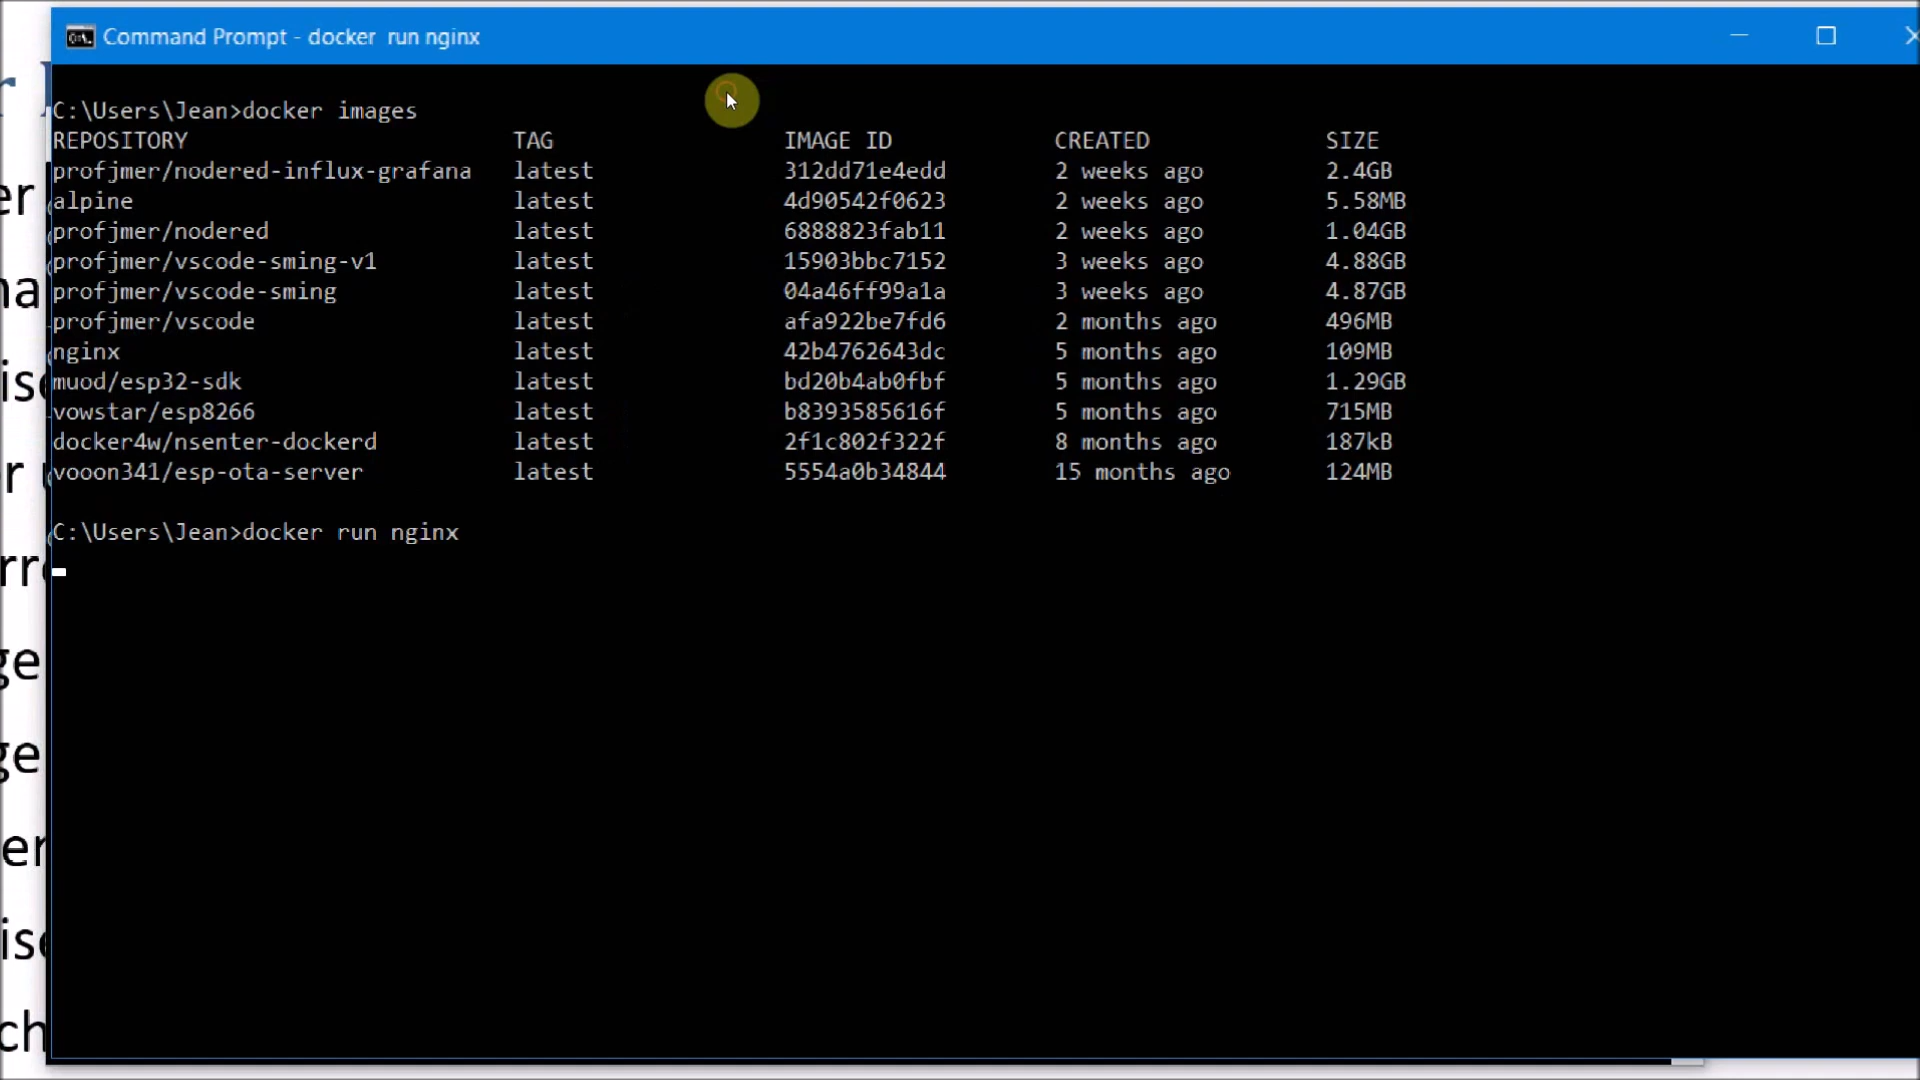 Command Prompt - docker  run nginx
C:\Users\Jean>docker images
REPOSITORY TAG IMAGE ID CREATED SIZE
profjmer/nodered-influx-grafana latest 312dd71e4edd 2 weeks ago 2.4GB
alpine latest 4d90542f0623 2 weeks ago 5.58MB
profjmer/nodered latest 6888823fab11 2 weeks ago 1.04GB
profjmer/vscode-sming-v1 latest 15903bbc7152 3 weeks ago 4.88GB
profjmer/vscode-sming latest 04a46ff99a1a 3 weeks ago 4.87GB
profjmer/vscode latest afa922be7fd6 2 months ago 496MB
nginx latest 42b4762643dc 5 months ago 109MB
muod/esp32-sdk latest bd20b4ab0fbf 5 months ago 1.29GB
vowstar/esp8266 latest b8393585616f 5 months ago 715MB
docker4w/nsenter-dockerd latest 2f1c802f322f 8 months ago 187kB
vooon341/esp-ota-server latest 5554a0b34844 15 months ago 124MB
C:\Users\Jean>docker run nginx